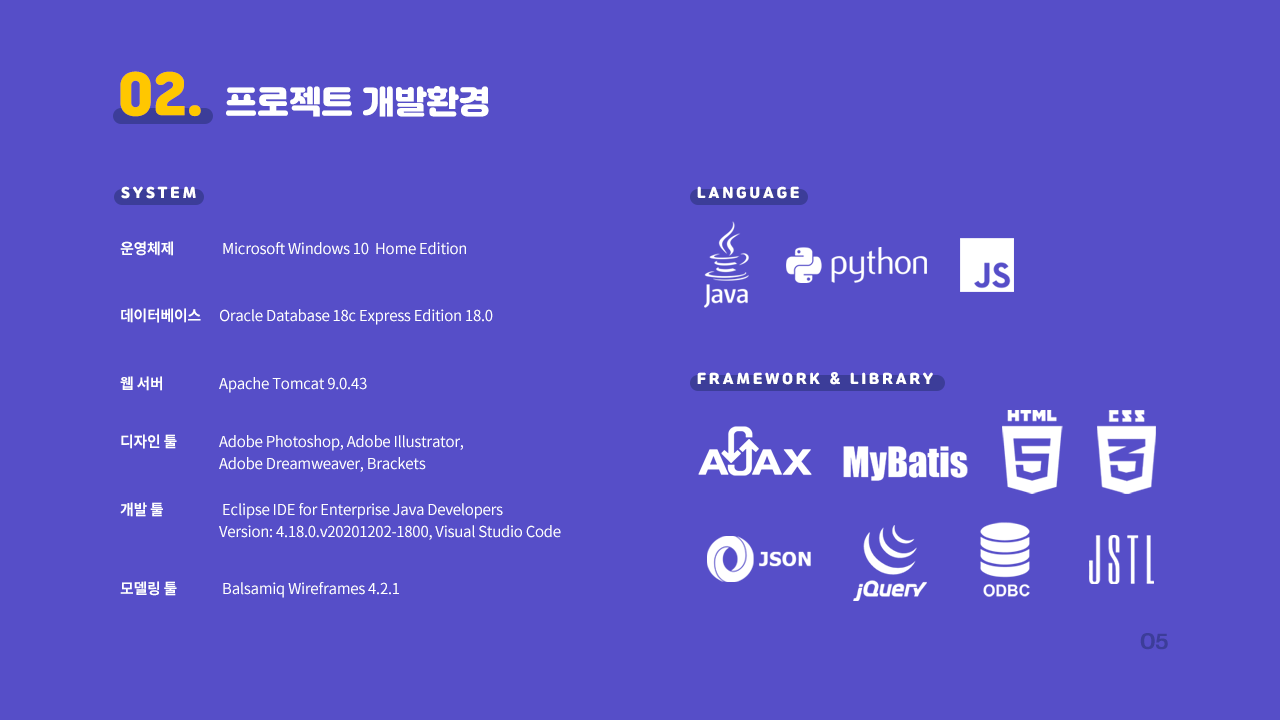 02. 프로젝트 개발환경
SYSTEM
운영체제 Microsoft Windows 10 Home Edition
데이터베이스 Oracle Database 18c Express Edition 18.0
웹 서버 Apache Tomcat 9.0.43
디자인 툴 Adobe Photoshop, Adobe Illustrator,
Adobe Dreamweaver, Brackets
개발 툴 Eclipse IDE for Enterprise Java Developers
Version: 4.18.0.v20201202-1800, Visual Studio Code
모델링 툴 Balsamiq Wireframes 4.2.1
LANGUAGE
Java python JS
FRAMEWORK & LIBRARY
AJAX MyBatis HTML 5 CSS 3
JSON jQuery ODBC JSTL
05